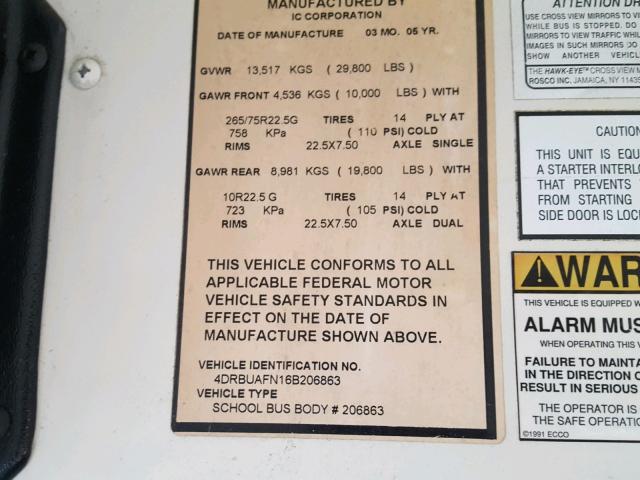 MANUFACTURED BY
IC CORPORATION
DATE OF MANUFACTURE 03 MO. 05 YR.
GVWR 13,517 KGS ( 29,800 LBS )
GAWR FRONT 4,536 KGS ( 10,000 LBS ) WITH
265/75R22.5G TIRES 14 PLY AT
758 KPa ( 110 PSI) COLD
RIMS 22.5X7.50 AXLE SINGLE
GAWR REAR 8,981 KGS ( 19,800 LBS ) WITH
10R22.5 G TIRES 14 PLY AT
723 KPa ( 105 PSI) COLD
RIMS 22.5X7.50 AXLE DUAL
THIS VEHICLE CONFORMS TO ALL
APPLICABLE FEDERAL MOTOR
VEHICLE SAFETY STANDARDS IN
EFFECT ON THE DATE OF
MANUFACTURE SHOWN ABOVE.
VEHICLE IDENTIFICATION NO.
4DRBUAFN16B206863
VEHICLE TYPE
SCHOOL BUS BODY # 206863
ATTENTION DR
USE CROSS VIEW MIRRORS TO V
WHILE BUS IS STOPPED. DO
MIRRORS TO VIEW TRAFFIC WHIL
IMAGES IN SUCH MIRRORS DO
SHOW ANOTHER VEHICL
THE HAWK-EYE™ CROSS VIEW M
ROSCO INC. JAMAICA, NY 11435
CAUTION
THIS UNIT IS EQU
A STARTER INTERLO
THAT PREVENTS
FROM STARTING
SIDE DOOR IS LOCK
WAR
THIS VEHICLE IS EQUIPPED W
ALARM MUS
WHEN OPERATING THIS V
FAILURE TO MAINTA
IN THE DIRECTION O
RESULT IN SERIOUS
THE OPERATOR IS
THE SAFE OPERATIO
©1991 ECCO